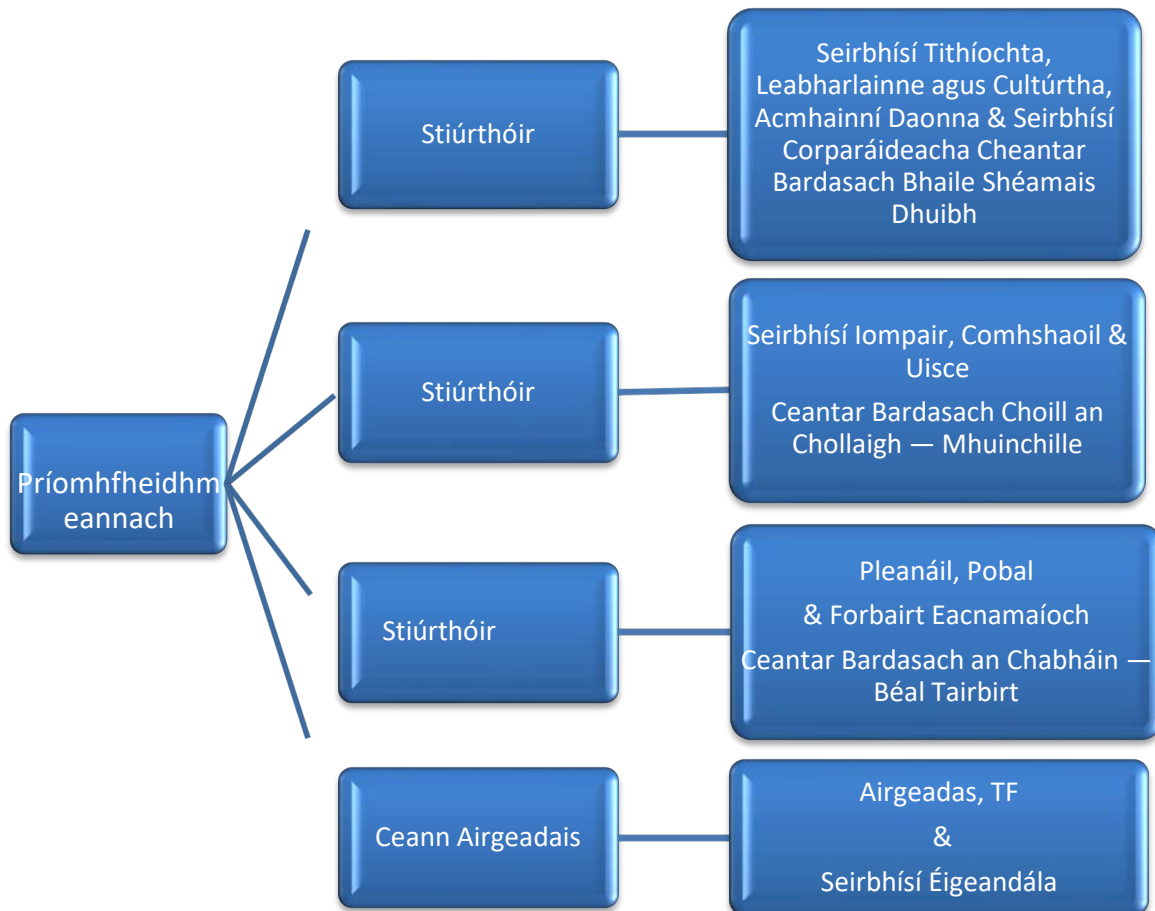 Príomhfheidhm
eannach
Stiúrthóir
Seirbhísí Tithíochta,
Leabharlainne agus Cultúrtha,
Acmhainní Daonna & Seirbhísí
Corparáideacha Cheantar
Bardasach Bhaile Shéamais
Dhuibh
Stiúrthóir
Seirbhísí Iompair, Comhshaoil &
Uisce
Ceantar Bardasach Choill an
Chollaigh — Mhuinchille
Stiúrthóir
Pleanáil, Pobal
& Forbairt Eacnamaíoch
Ceantar Bardasach an Chabháin —
Béal Tairbirt
Ceann Airgeadais
Airgeadas, TF
&
Seirbhísí Éigeandála